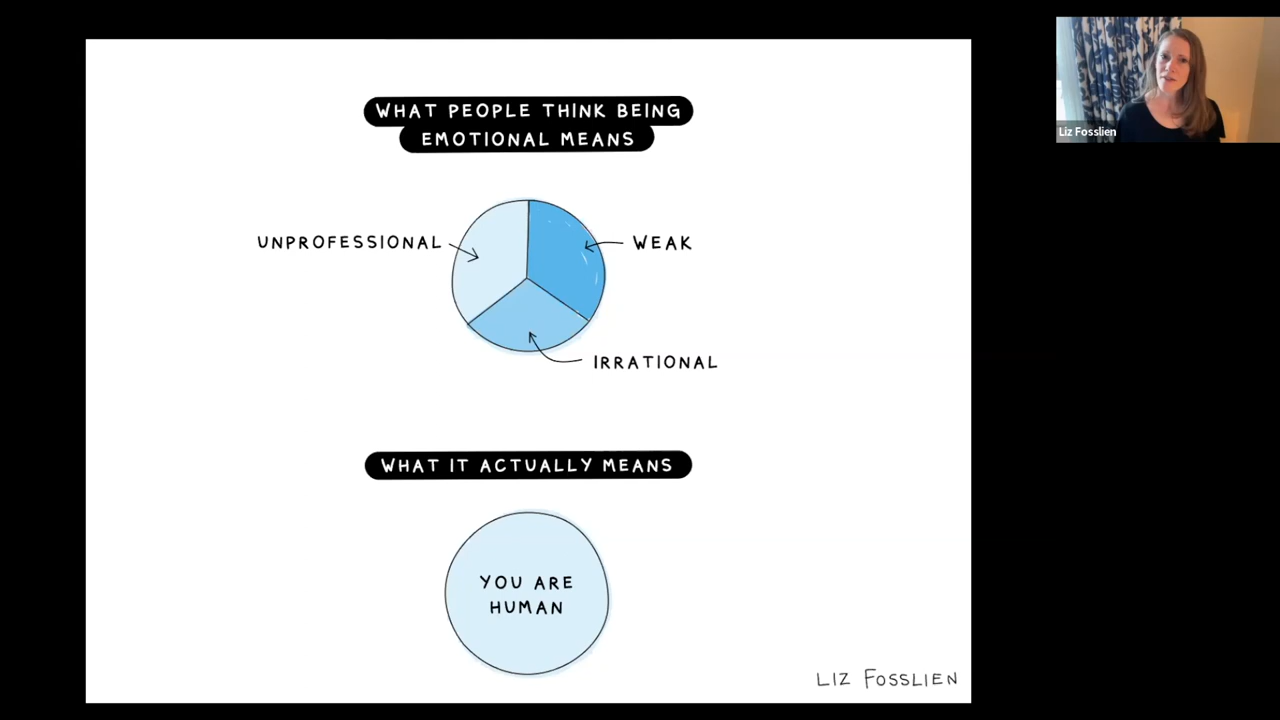 WHAT PEOPLE THINK BEING
EMOTIONAL MEANS
UNPROFESSIONAL
WEAK
IRRATIONAL
WHAT IT ACTUALLY MEANS
YOU ARE
HUMAN
LIZ FOSSLIEN
Liz Fosslien